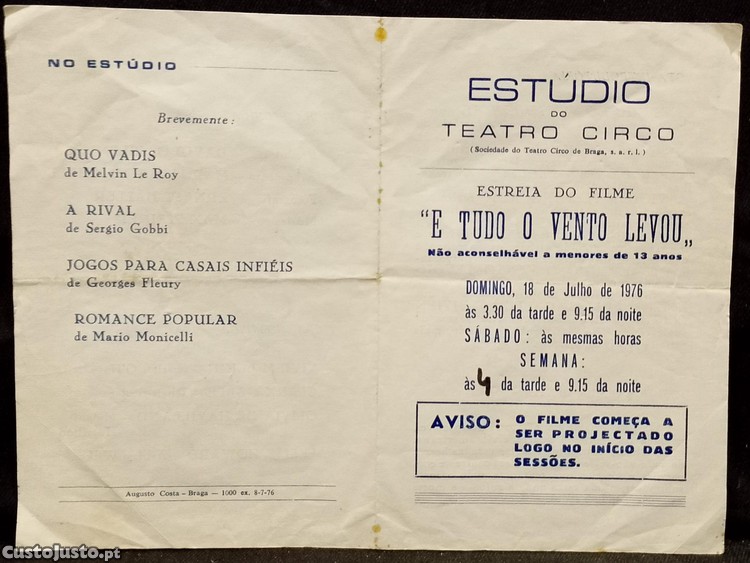 NO ESTÚDIO
Brevemente:
QUO VADIS
de Melvin Le Roy
A RIVAL
de Sergio Gobbi
JOGOS PARA CASAIS INFIÉIS
de Georges Fleury
ROMANCE POPULAR
de Mario Monicelli
Augusto Costa – Braga — 1000 ex. 8-7-76
ESTÚDIO
DO
TEATRO CIRCO
(Sociedade do Teatro Circo de Braga, s. a. r. l.)
ESTREIA DO FILME
“E TUDO O VENTO LEVOU„
Não aconselhável a menores de 13 anos
DOMINGO, 18 de Julho de 1976
às 3.30 da tarde e 9.15 da noite
SÁBADO: às mesmas horas
SEMANA:
às 4 da tarde e 9.15 da noite
AVISO: O FILME COMEÇA A
SER PROJECTADO
LOGO NO INÍCIO DAS
SESSÕES.
CustoJusto.pt